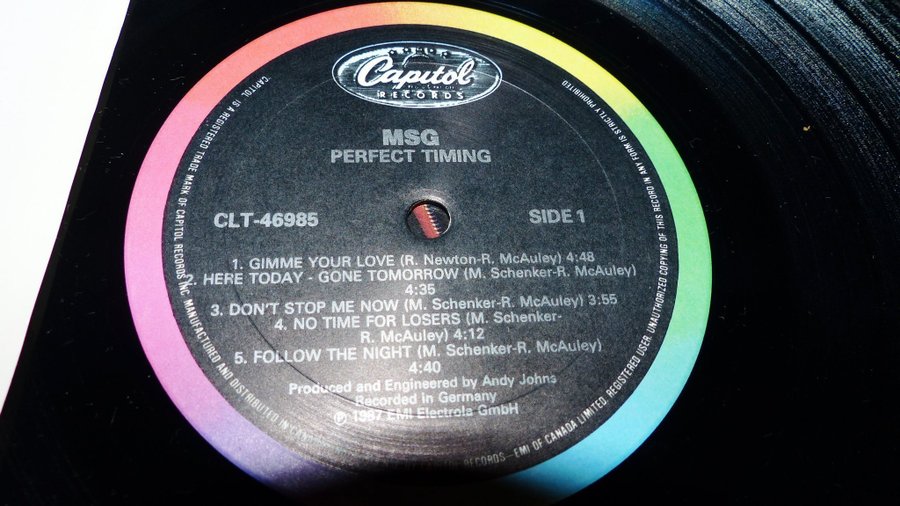 Capitol
RECORDS
MSG
PERFECT TIMING
CLT-46985
SIDE 1
1. GIMME YOUR LOVE (R. Newton-R. McAuley) 4:48
2. HERE TODAY - GONE TOMORROW (M. Schenker-R. McAuley)
4:35
3. DON'T STOP ME NOW (M. Schenker-R. McAuley) 3:55
4. NO TIME FOR LOSERS (M. Schenker-
R. McAuley) 4:12
5. FOLLOW THE NIGHT (M. Schenker-R. McAuley)
4:40
Produced and Engineered by Andy Johns
Recorded in Germany
℗ 1987 EMI Electrola GmbH
CAPITOL IS A REGISTERED TRADE MARK OF CAPITOL RECORDS INC. MANUFACTURED AND DISTRIBUTED IN CANADA RECORDS-EMI OF CANADA LIMITED. REGISTERED USER. UNAUTHORIZED COPYING OF THIS RECORD IN ANY FORM IS STRICTLY PROHIBITED